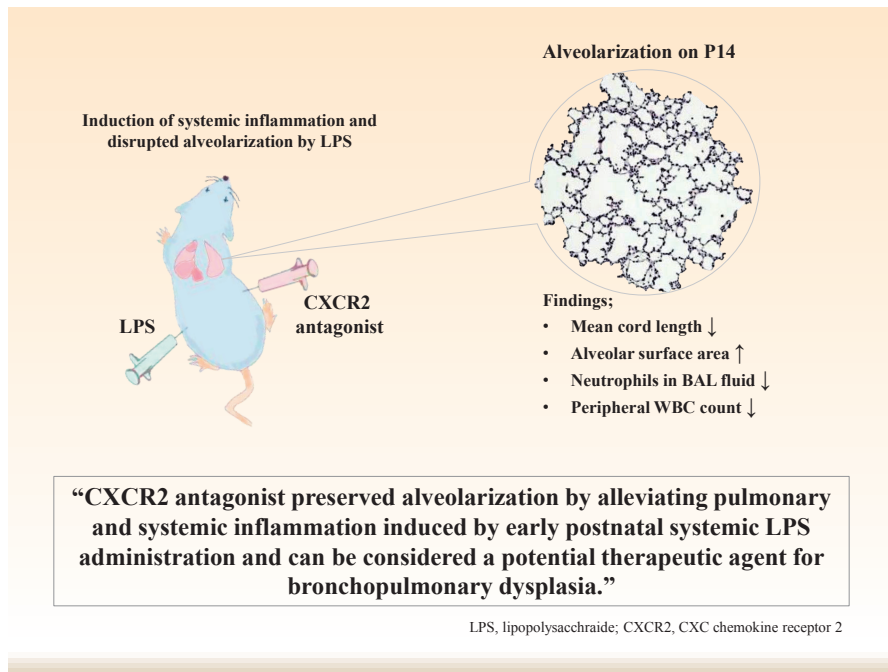 Alveolarization on P14
Induction of systemic inflammation and
disrupted alveolarization by LPS
LPS
CXCR2
antagonist
Findings;
• Mean cord length ↓
• Alveolar surface area ↑
• Neutrophils in BAL fluid ↓
• Peripheral WBC count ↓
“CXCR2 antagonist preserved alveolarization by alleviating pulmonary
and systemic inflammation induced by early postnatal systemic LPS
administration and can be considered a potential therapeutic agent for
bronchopulmonary dysplasia.”
LPS, lipopolysacchraide; CXCR2, CXC chemokine receptor 2